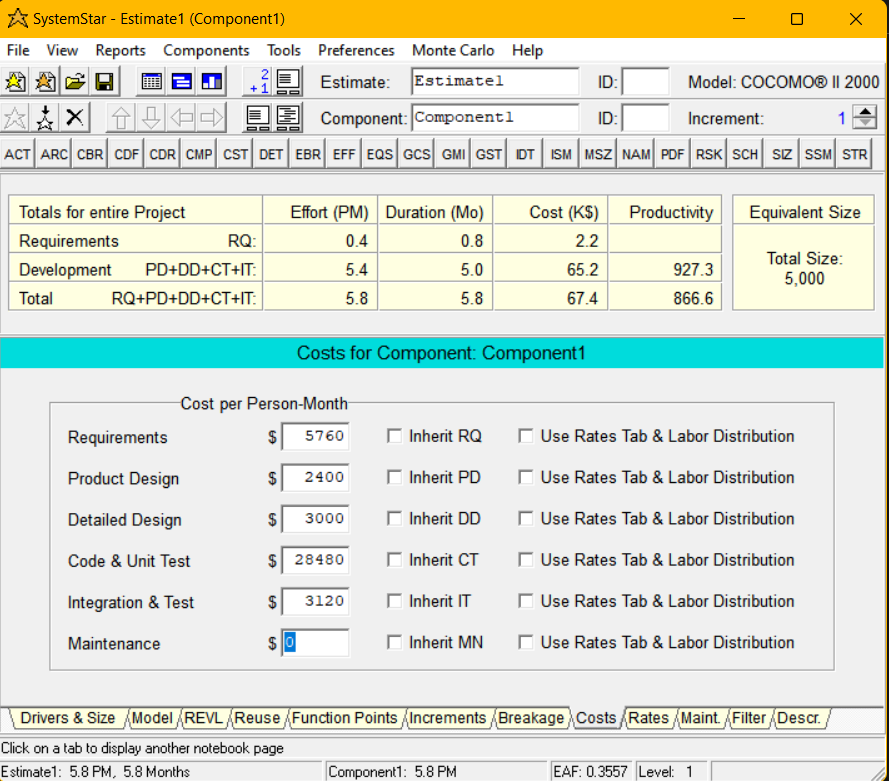 SystemStar - Estimate1 (Component1)
File View Reports Components Tools Preferences Monte Carlo Help
2 +1 Estimate: Estimate1 ID: Model: COCOMO® II 2000
Component: Component1 ID: Increment: 1
ACT ARC CBR CDF CDR CMP CST DET EBR EFF EQS GCS GMI GST IDT ISM MSZ NAM PDF RSK SCH SIZ SSM STR
Totals for entire Project Effort (PM) Duration (Mo) Cost (K$) Productivity Equivalent Size
Requirements RQ: 0.4 0.8 2.2
Development PD+DD+CT+IT: 5.4 5.0 65.2 927.3
Total RQ+PD+DD+CT+IT: 5.8 5.8 67.4 866.6
Total Size:
5,000
Costs for Component: Component1
Cost per Person-Month
Requirements $ 5760 Inherit RQ Use Rates Tab & Labor Distribution
Product Design $ 2400 Inherit PD Use Rates Tab & Labor Distribution
Detailed Design $ 3000 Inherit DD Use Rates Tab & Labor Distribution
Code & Unit Test $ 28480 Inherit CT Use Rates Tab & Labor Distribution
Integration & Test $ 3120 Inherit IT Use Rates Tab & Labor Distribution
Maintenance $ 0 Inherit MN Use Rates Tab & Labor Distribution
Drivers & Size Model REVL Reuse Function Points Increments Breakage Costs Rates Maint. Filter Descr.
Click on a tab to display another notebook page
Estimate1: 5.8 PM, 5.8 Months Component1: 5.8 PM EAF: 0.3557 Level: 1